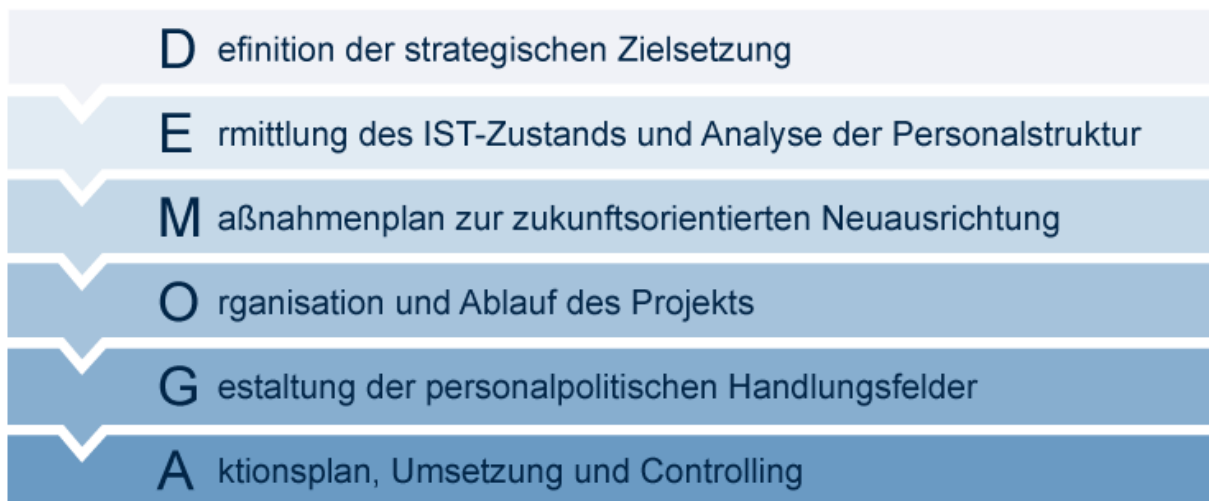 Definition der strategischen Zielsetzung
Ermittlung des IST-Zustands und Analyse der Personalstruktur
Maßnahmenplan zur zukunftsorientierten Neuausrichtung
Organisation und Ablauf des Projekts
Gestaltung der personalpolitischen Handlungsfelder
Aktionsplan, Umsetzung und Controlling